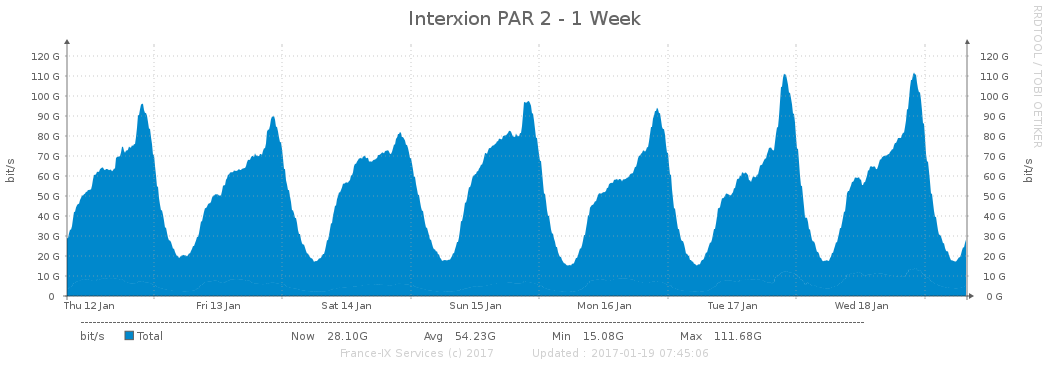 Interxion PAR 2 - 1 Week
RRDTOOL / TOBI OETIKER
120 G 120 G
110 G 110 G
100 G 100 G
90 G 90 G
80 G 80 G
70 G 70 G
60 G 60 G
50 G 50 G
40 G 40 G
30 G 30 G
20 G 20 G
10 G 10 G
0 0 G
bit/s
bit/s
Thu 12 Jan Fri 13 Jan Sat 14 Jan Sun 15 Jan Mon 16 Jan Tue 17 Jan Wed 18 Jan
bit/s Total Now 28.10G Avg 54.23G Min 15.08G Max 111.68G
France-IX Services (c) 2017 Updated : 2017-01-19 07:45:06